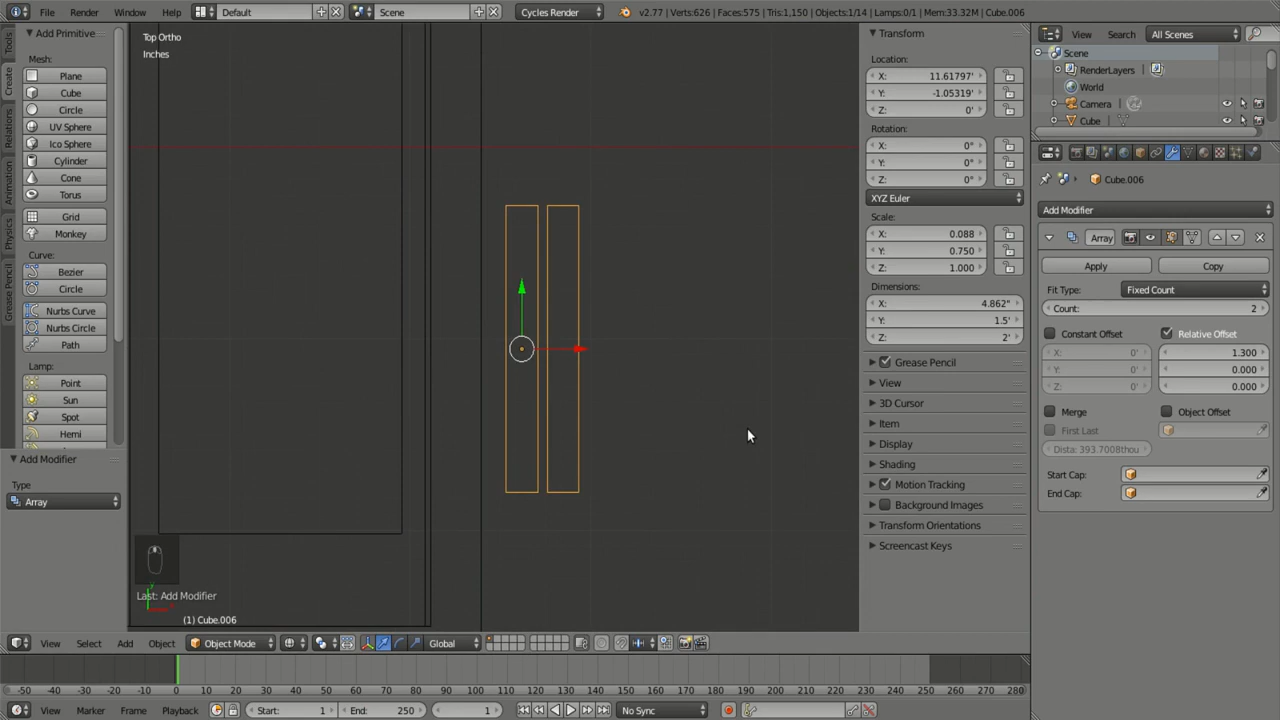 File Render Window Help Default Scene Cycles Render v2.77 | Verts:626 | Faces:575 | Tris:1,150 | Objects:1/14 | Lamps:0/1 | Mem:33.32M | Cube.006
Tools
Create
Relations
Animation
Physics
Grease Pencil
Add Primitive
Mesh:
Plane
Cube
Circle
UV Sphere
Ico Sphere
Cylinder
Cone
Torus
Grid
Monkey
Curve:
Bezier
Circle
Nurbs Curve
Nurbs Circle
Path
Lamp:
Point
Sun
Spot
Hemi
Add Modifier
Type
Array
Top Ortho
Inches
Last: Add Modifier
(1) Cube.006
Transform
Location:
X: 11.61797'
Y: -1.05319'
Z: 0'
Rotation:
X: 0°
Y: 0°
Z: 0°
XYZ Euler
Scale:
X: 0.088
Y: 0.750
Z: 1.000
Dimensions:
X: 4.862"
Y: 1.5'
Z: 2'
Grease Pencil
View
3D Cursor
Item
Display
Shading
Motion Tracking
Background Images
Transform Orientations
Screencast Keys
View Search All Scenes
Scene
RenderLayers
World
Camera
Cube
Cube.006
Add Modifier
Array
Apply Copy
Fit Type: Fixed Count
Count: 2
Constant Offset Relative Offset
X: 0' 1.300
Y: 0' 0.000
Z: 0' 0.000
Merge Object Offset
First Last
Dista: 393.7008thou
Start Cap:
End Cap:
View Select Add Object Object Mode Global
-50 -40 -30 -20 -10 0 10 20 30 40 50 60 70 80 90 100 110 120 130 140 150 160 170 180 190 200 210 220 230 240 250 260 270 280
View Marker Frame Playback Start: 1 End: 250 1 No Sync